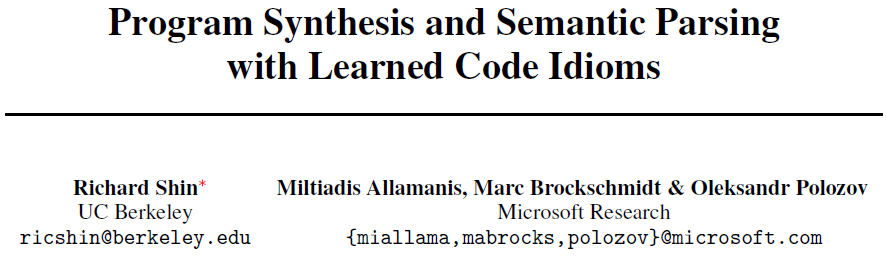 Program Synthesis and Semantic Parsing
with Learned Code Idioms
Richard Shin*
UC Berkeley
ricshin@berkeley.edu
Miltiadis Allamanis, Marc Brockschmidt & Oleksandr Polozov
Microsoft Research
{miallama,mabrocks,polozov}@microsoft.com